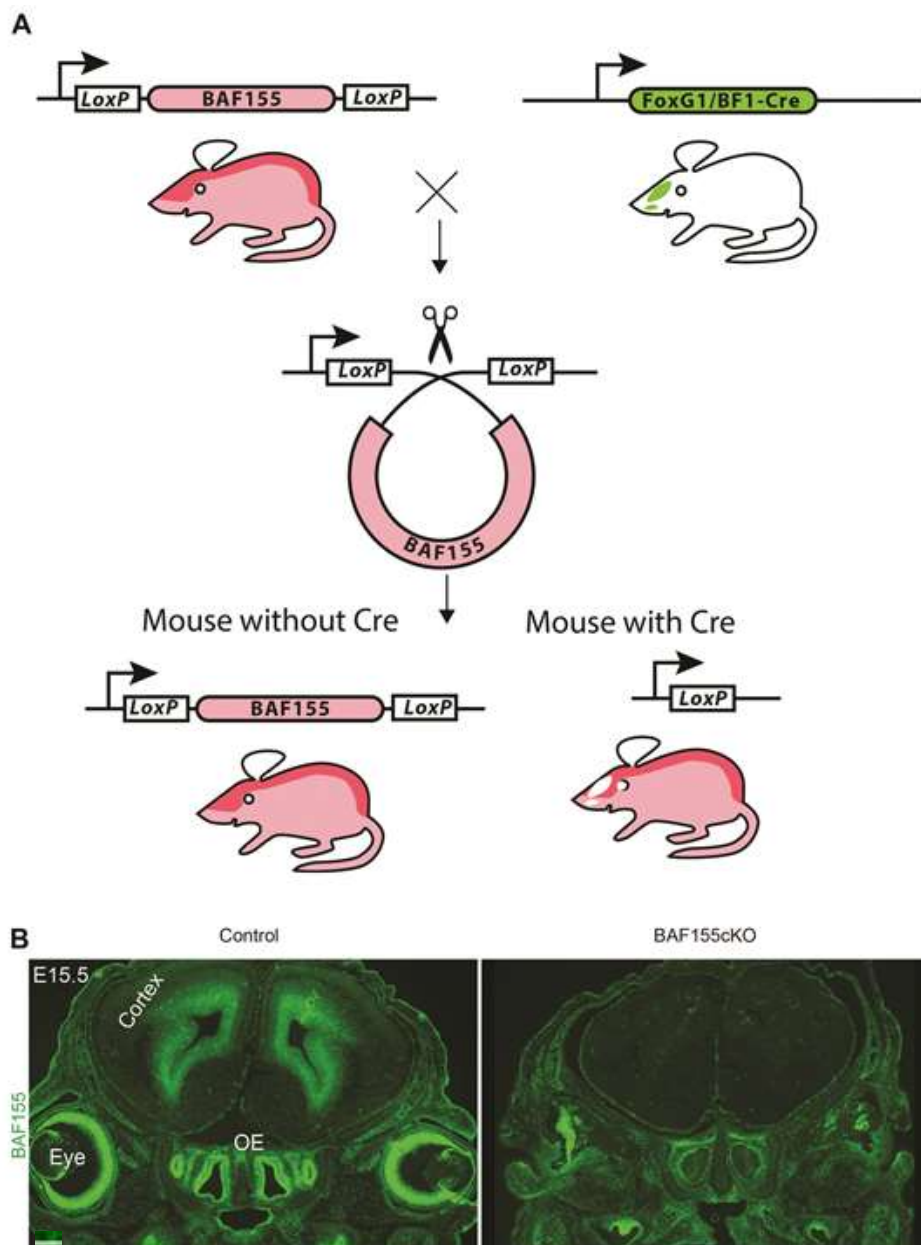 A
LoxP BAF155 LoxP
FoxG1/BF1-Cre
LoxP LoxP
BAF155
Mouse without Cre
Mouse with Cre
LoxP BAF155 LoxP
LoxP
B
Control
BAF155cKO
E15.5
Cortex
BAF155
OE
Eye